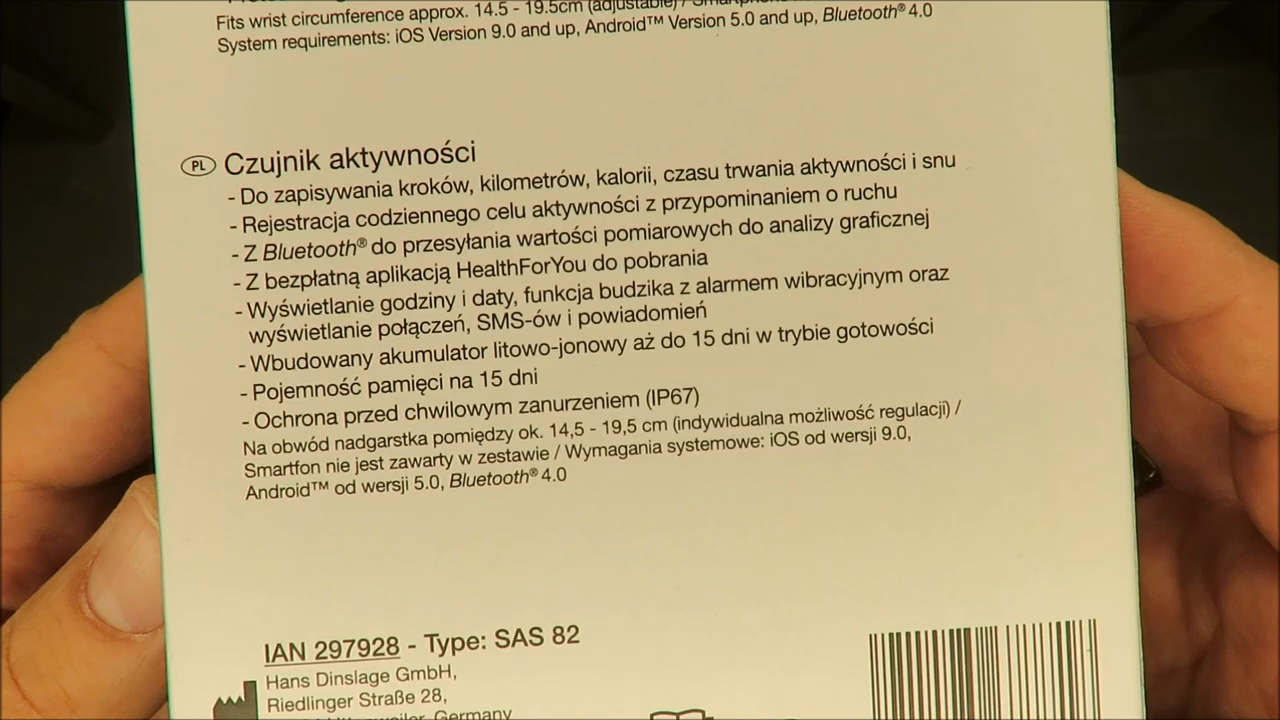 Fits wrist circumference approx. 14.5 - 19.5cm (adjustable) /
System requirements: iOS Version 9.0 and up, Android™ Version 5.0 and up, Bluetooth® 4.0
PL Czujnik aktywności
- Do zapisywania kroków, kilometrów, kalorii, czasu trwania aktywności i snu
- Rejestracja codziennego celu aktywności z przypominaniem o ruchu
- Z Bluetooth® do przesyłania wartości pomiarowych do analizy graficznej
- Z bezpłatną aplikacją HealthForYou do pobrania
- Wyświetlanie godziny i daty, funkcja budzika z alarmem wibracyjnym oraz
wyświetlanie połączeń, SMS-ów i powiadomień
- Wbudowany akumulator litowo-jonowy aż do 15 dni w trybie gotowości
- Pojemność pamięci na 15 dni
- Ochrona przed chwilowym zanurzeniem (IP67)
Na obwód nadgarstka pomiędzy ok. 14,5 - 19,5 cm (indywidualna możliwość regulacji) /
Smartfon nie jest zawarty w zestawie / Wymagania systemowe: iOS od wersji 9.0,
Android™ od wersji 5.0, Bluetooth® 4.0
IAN 297928 - Type: SAS 82
Hans Dinslage GmbH,
Riedlinger Straße 28,
Germany